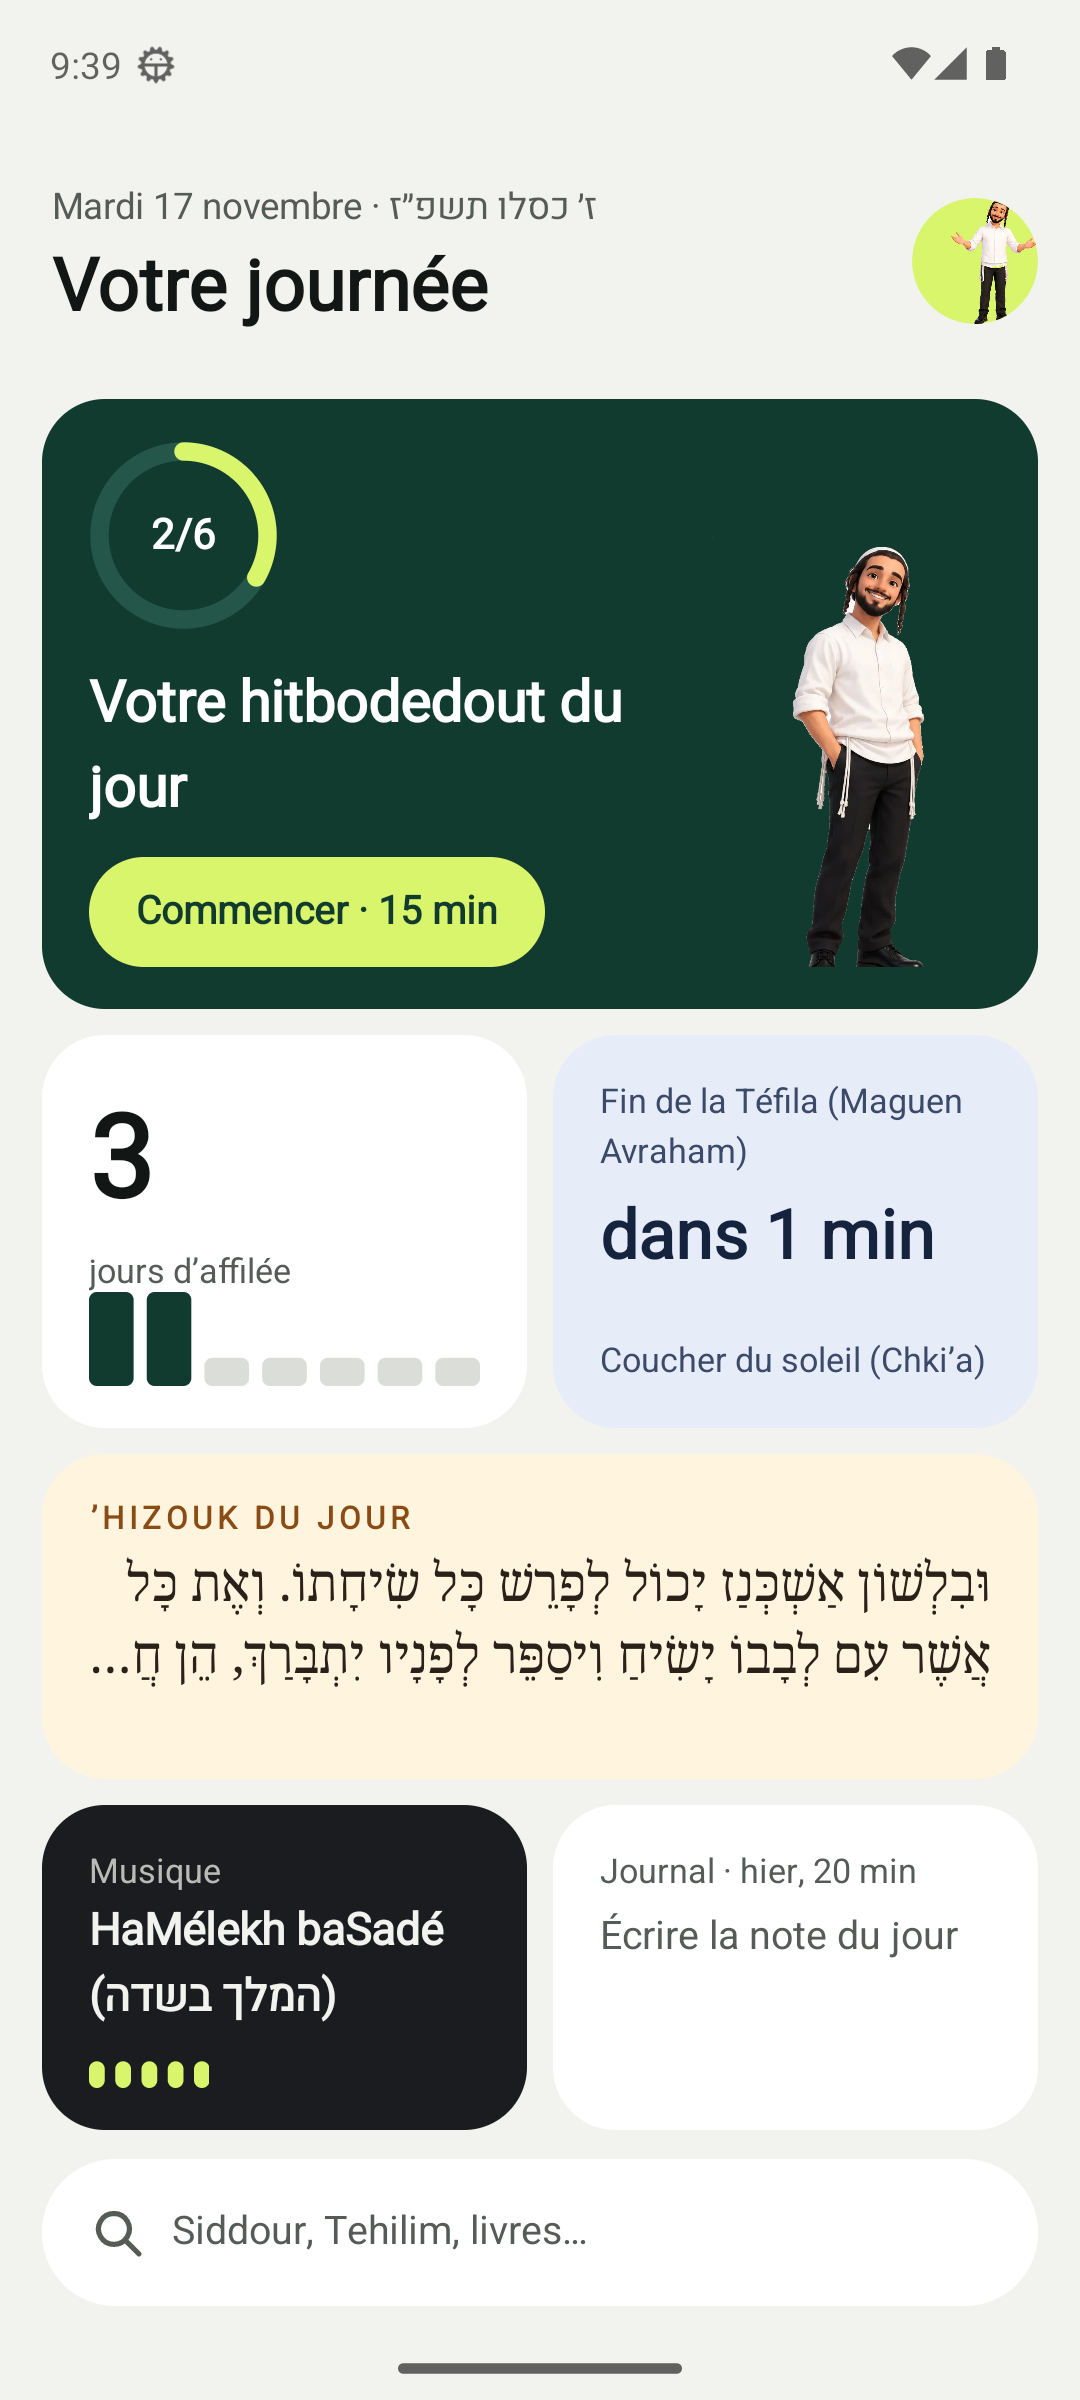 9:39
Mardi 17 novembre · ז׳ כסלו תשפ״ז
Votre journée
2/6
Votre hitbodedout du
jour
Commencer · 15 min
3
jours d’affilée
Fin de la Téfila (Maguen
Avraham)
dans 1 min
Coucher du soleil (Chki’a)
’HIZOUK DU JOUR
וּבִלְשׁוֹן אַשְׁכְּנַז יָכוֹל לְפָרֵשׁ כָּל שִׂיחָתוֹ. וְאֶת כָּל
אֲשֶׁר עִם לְבָבוֹ יָשִׂיחַ וִיסַפֵּר לְפָנָיו יִתְבָּרַךְ, הֵן חֲ...
Musique
HaMélekh baSadé
(המלך בשדה)
Journal · hier, 20 min
Écrire la note du jour
Siddour, Tehilim, livres...